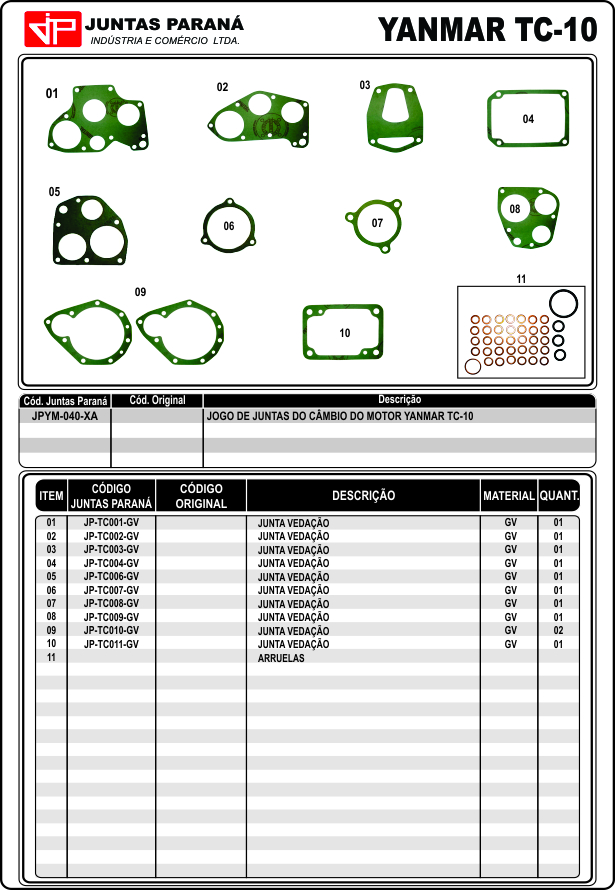 JP JUNTAS PARANÁ
INDÚSTRIA E COMÉRCIO LTDA.
YANMAR TC-10
01
02
03
04
05
06
07
08
09
10
11
Cód. Juntas Paraná Cód. Original Descrição
JPYM-040-XA JOGO DE JUNTAS DO CÂMBIO DO MOTOR YANMAR TC-10
ITEM CÓDIGO JUNTAS PARANÁ CÓDIGO ORIGINAL DESCRIÇÃO MATERIAL QUANT.
01 JP-TC001-GV JUNTA VEDAÇÃO GV 01
02 JP-TC002-GV JUNTA VEDAÇÃO GV 01
03 JP-TC003-GV JUNTA VEDAÇÃO GV 01
04 JP-TC004-GV JUNTA VEDAÇÃO GV 01
05 JP-TC006-GV JUNTA VEDAÇÃO GV 01
06 JP-TC007-GV JUNTA VEDAÇÃO GV 01
07 JP-TC008-GV JUNTA VEDAÇÃO GV 01
08 JP-TC009-GV JUNTA VEDAÇÃO GV 01
09 JP-TC010-GV JUNTA VEDAÇÃO GV 02
10 JP-TC011-GV JUNTA VEDAÇÃO GV 01
11 ARRUELAS